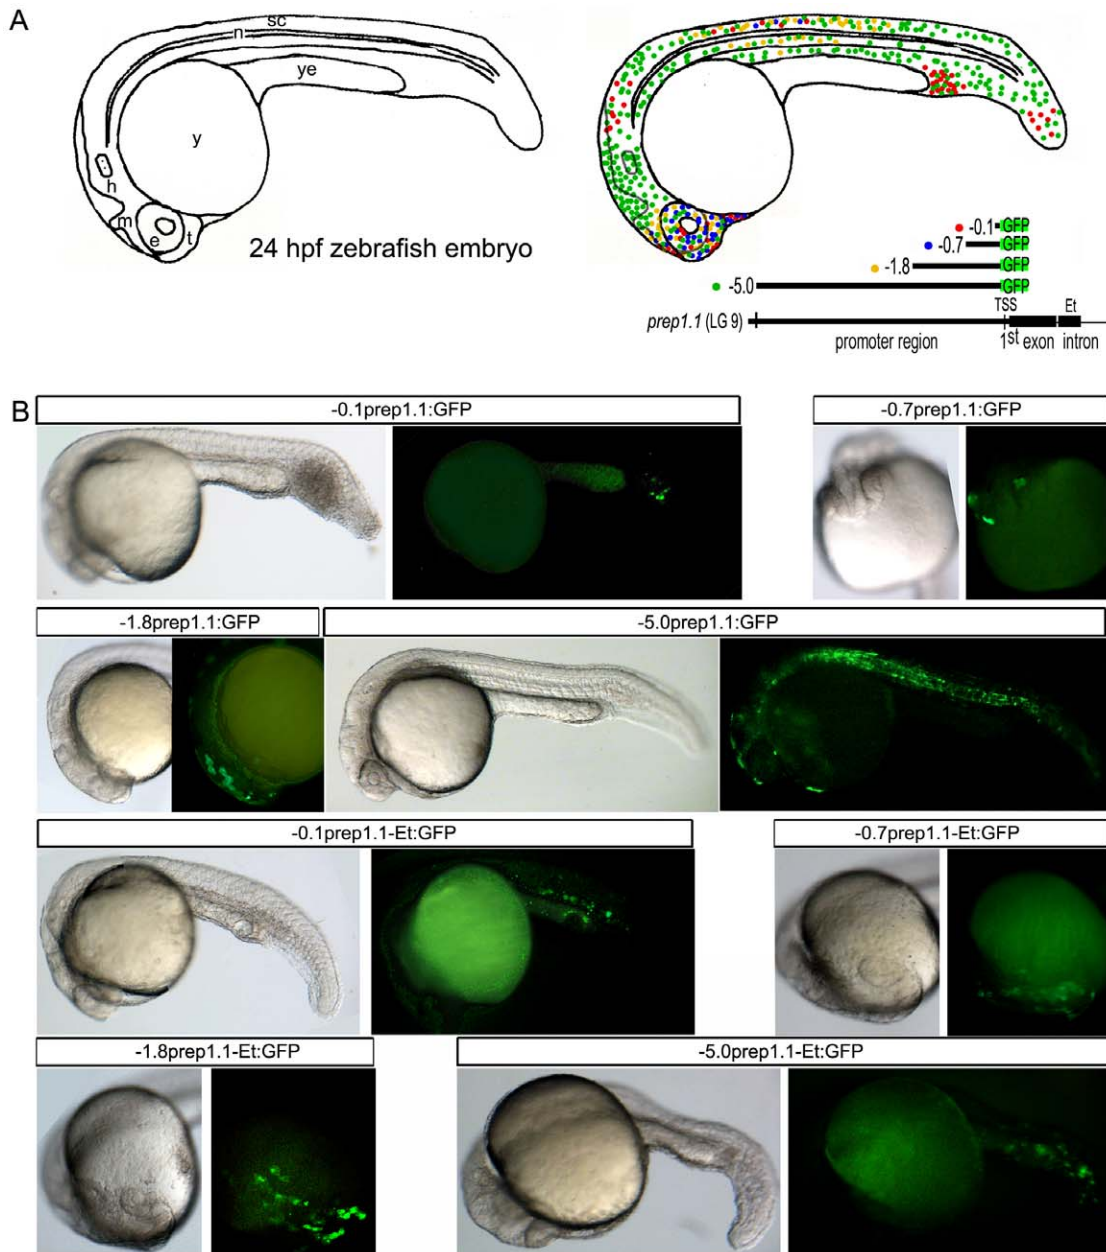 A
sc
n
ye
y
h
m
e
t
24 hpf zebrafish embryo
-0.1 GFP
-0.7 GFP
-1.8 GFP
-5.0 GFP
TSS Et
prep1.1 (LG 9)
promoter region 1st exon intron
B
-0.1prep1.1:GFP
-0.7prep1.1:GFP
-1.8prep1.1:GFP
-5.0prep1.1:GFP
-0.1prep1.1-Et:GFP
-0.7prep1.1-Et:GFP
-1.8prep1.1-Et:GFP
-5.0prep1.1-Et:GFP